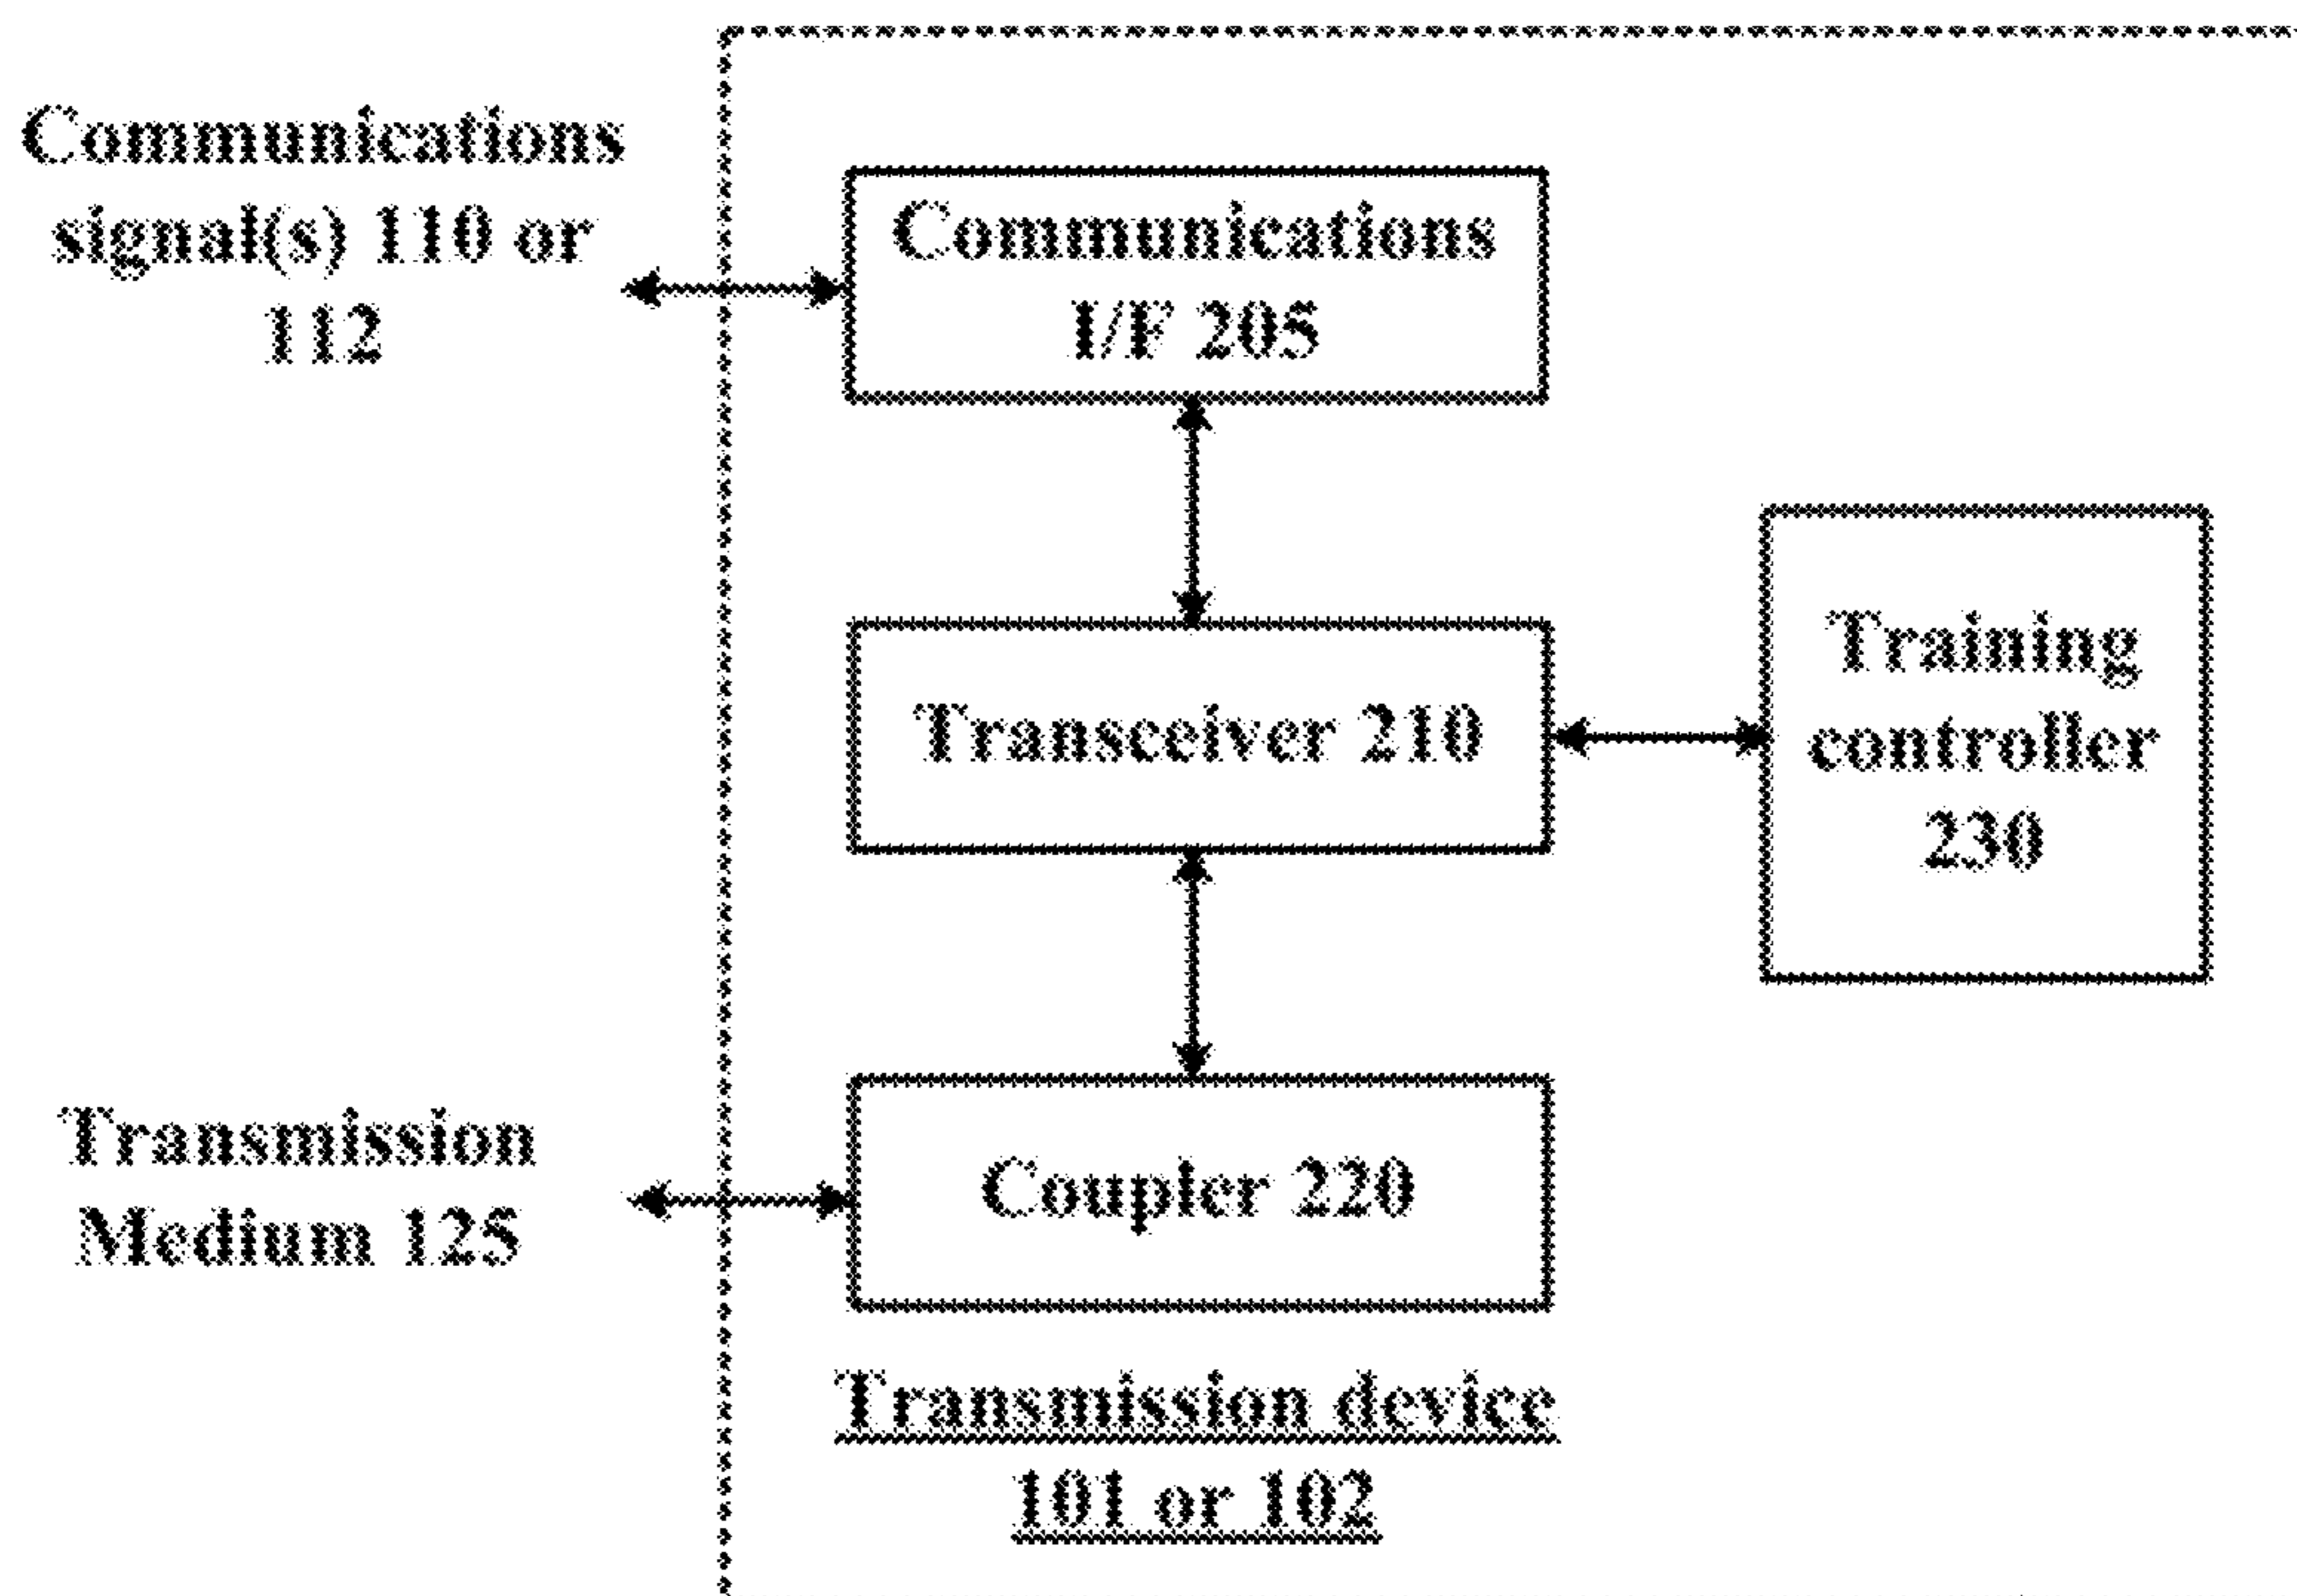 Communications
signal(s) 110 or
112
Communications
I/F 205
Transceiver 210
Training
controller
230
Transmission
Medium 125
Coupler 220
Transmission device
101 or 102